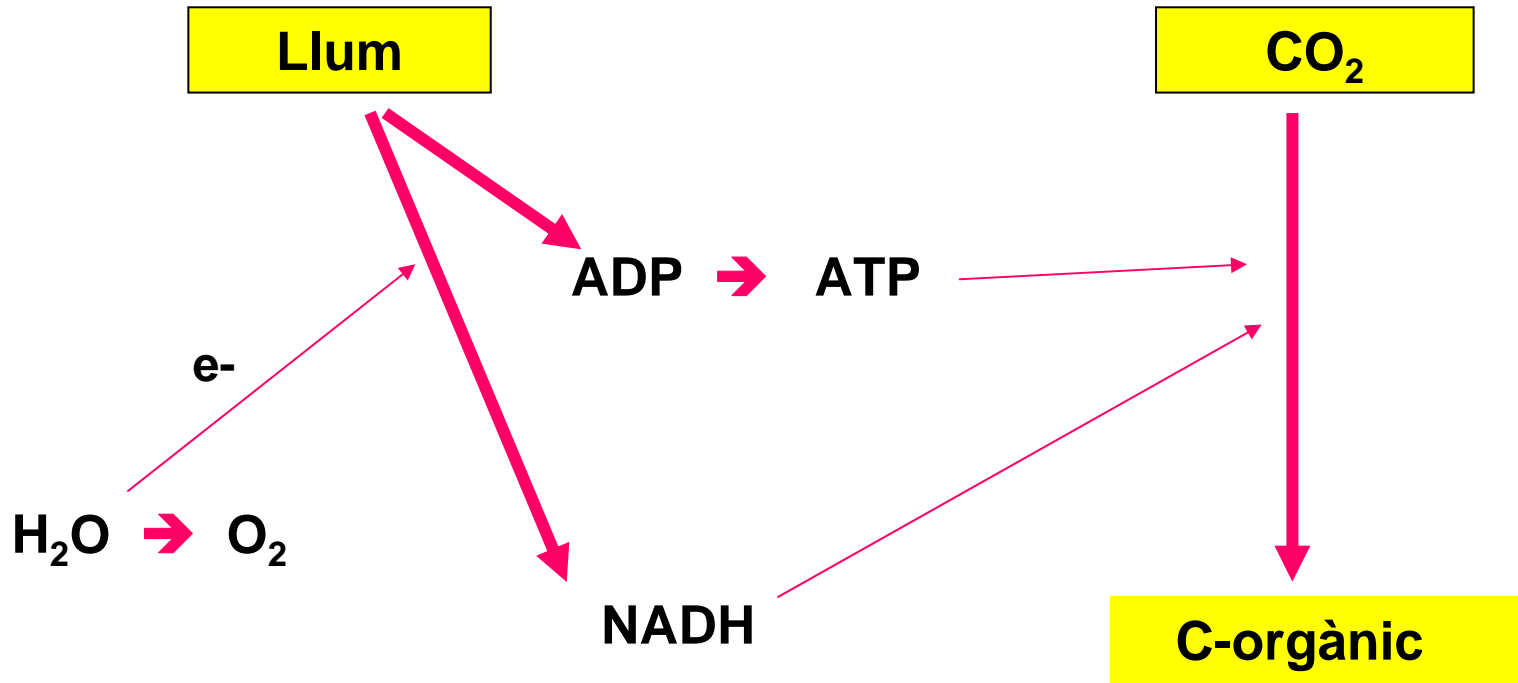 Llum
CO₂
ADP ➔ ATP
e-
H₂O ➔ O₂
NADH
C-orgànic